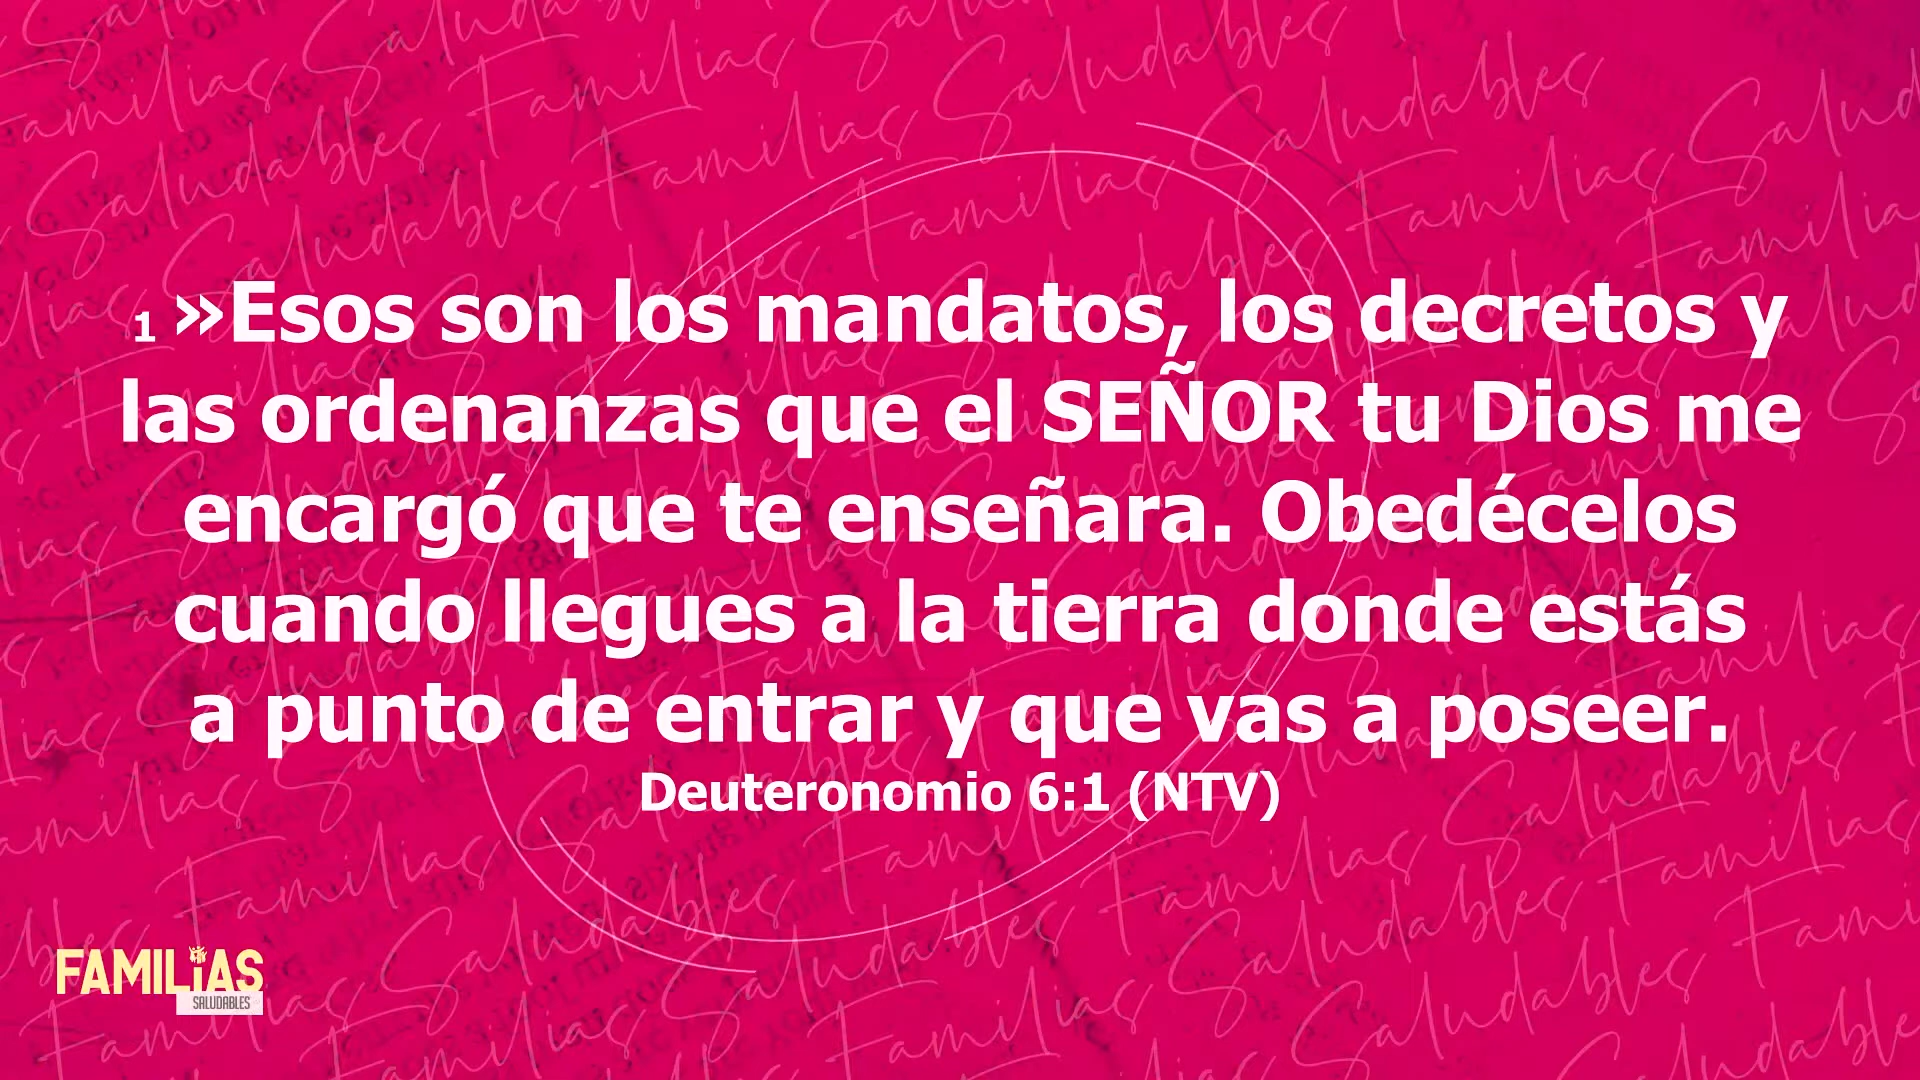 1 »Esos son los mandatos, los decretos y
las ordenanzas que el SEÑOR tu Dios me
encargó que te enseñara. Obedécelos
cuando llegues a la tierra donde estás
a punto de entrar y que vas a poseer.
Deuteronomio 6:1 (NTV)
FAMILIAS
SALUDABLES